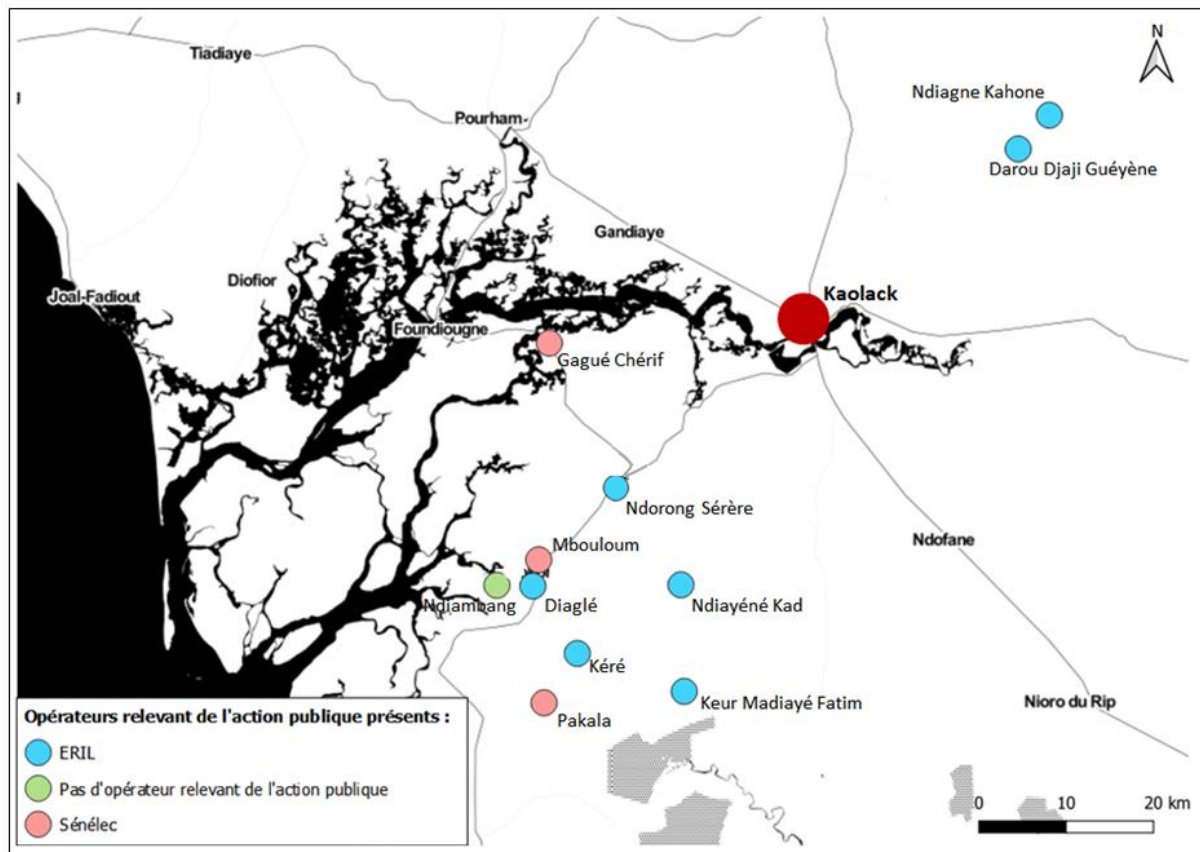 N
Tiadiaye
Ndiagne Kahone
Pourham
Darou Djaji Guéyène
Gandiaye
Diofior
Joal-Fadiout
Kaolack
Foundiougne
Gagué Chérif
Ndorong Sérère
Ndofane
Mbouloum
Ndiambang
Diaglé
Ndiayéné Kad
Kéré
Keur Madiayé Fatim
Nioro du Rip
Pakala
Opérateurs relevant de l'action publique présents :
ERIL
Pas d'opérateur relevant de l'action publique
Sénélec
0 10 20 km